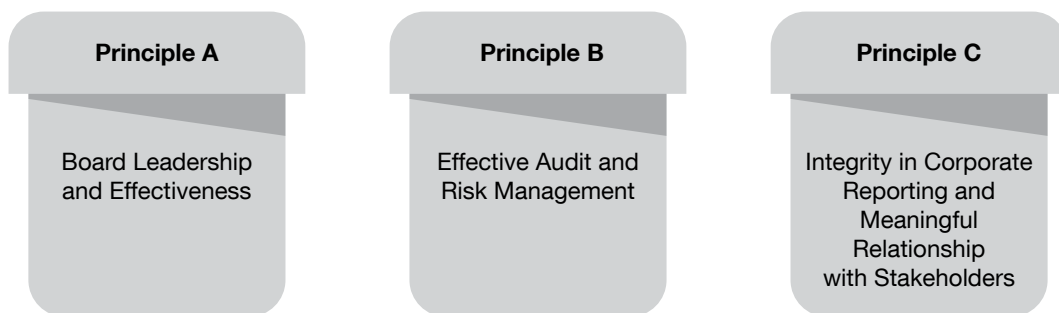 Principle A
Board Leadership
and Effectiveness
Principle B
Effective Audit and
Risk Management
Principle C
Integrity in Corporate
Reporting and
Meaningful
Relationship
with Stakeholders